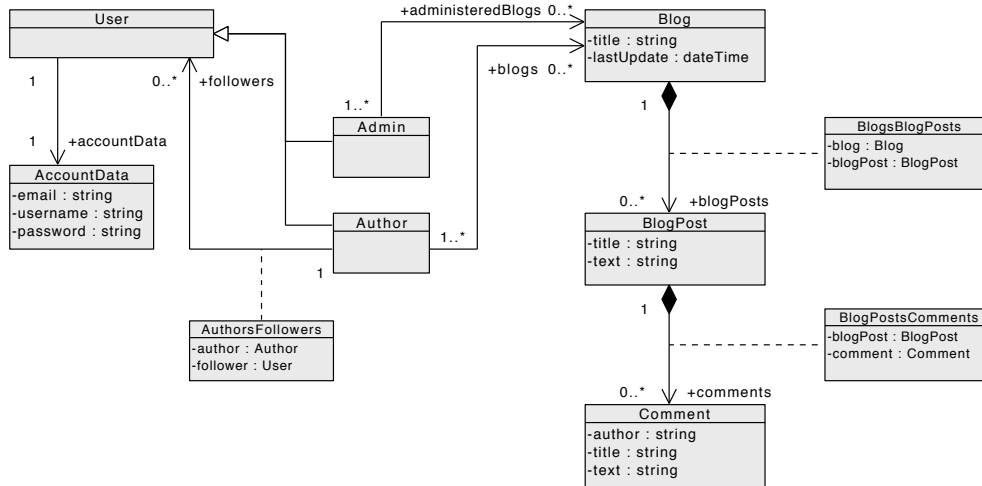 User
+administeredBlogs 0..*
Blog
-title : string
-lastUpdate : dateTime
1
0..*
+followers
+blogs 0..*
1..*
1
Admin
BlogsBlogPosts
-blog : Blog
-blogPost : BlogPost
1
+accountData
AccountData
-email : string
-username : string
-password : string
0..*
+blogPosts
Author
1..*
BlogPost
-title : string
-text : string
1
1
AuthorsFollowers
-author : Author
-follower : User
BlogPostsComments
-blogPost : BlogPost
-comment : Comment
0..*
+comments
Comment
-author : string
-title : string
-text : string